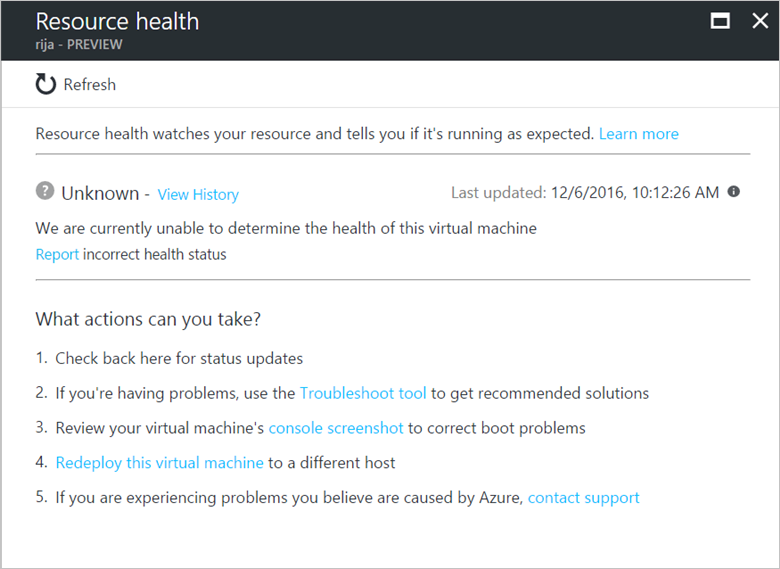 Resource health
rija - PREVIEW
Refresh
Resource health watches your resource and tells you if it's running as expected. Learn more
? Unknown - View History Last updated: 12/6/2016, 10:12:26 AM
We are currently unable to determine the health of this virtual machine
Report incorrect health status
What actions can you take?
1. Check back here for status updates
2. If you're having problems, use the Troubleshoot tool to get recommended solutions
3. Review your virtual machine's console screenshot to correct boot problems
4. Redeploy this virtual machine to a different host
5. If you are experiencing problems you believe are caused by Azure, contact support